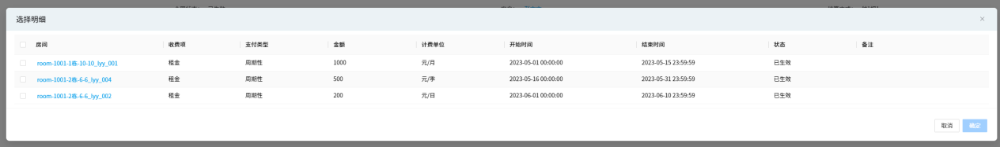 选择明细
房间 收费项 支付类型 金额 计费单位 开始时间 结束时间 状态 备注
room-1001-1栋-10-10_lyy_001 租金 周期性 1000 元/月 2023-05-01 00:00:00 2023-05-15 23:59:59 已生效
room-1001-2栋-6-6_lyy_004 租金 周期性 500 元/季 2023-05-16 00:00:00 2023-05-31 23:59:59 已生效
room-1001-2栋-6-6_lyy_002 租金 周期性 200 元/日 2023-06-01 00:00:00 2023-06-10 23:59:59 已生效
取消 确定